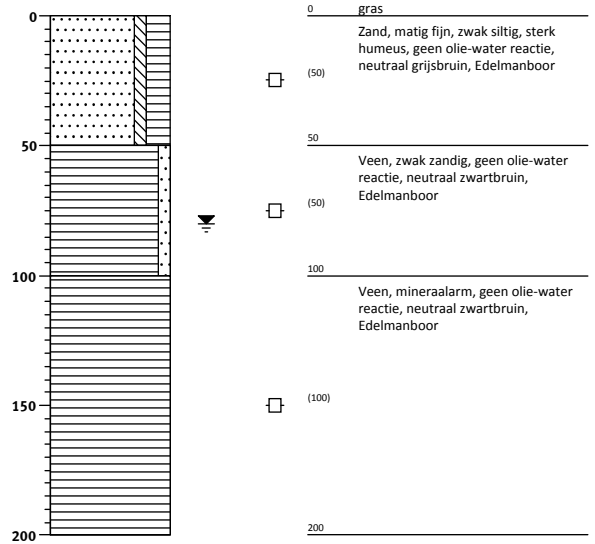 0
50
100
150
200
0
gras
Zand, matig fijn, zwak siltig, sterk
humeus, geen olie-water reactie,
neutraal grijsbruin, Edelmanboor
(50)
50
Veen, zwak zandig, geen olie-water
reactie, neutraal zwartbruin,
Edelmanboor
(50)
100
Veen, mineraalarm, geen olie-water
reactie, neutraal zwartbruin,
Edelmanboor
(100)
200